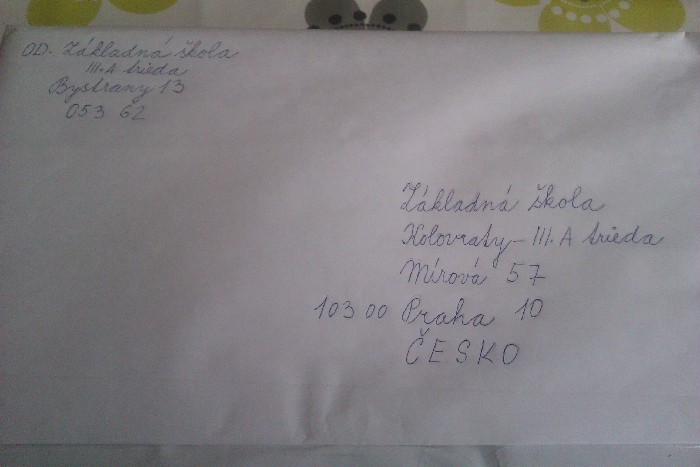 OD. Základná škola
III.A trieda
Bystrany 13
053 62
Základná škola
Kolovraty - III.A trieda
Mírová 57
103 00 Praha 10
ČESKO